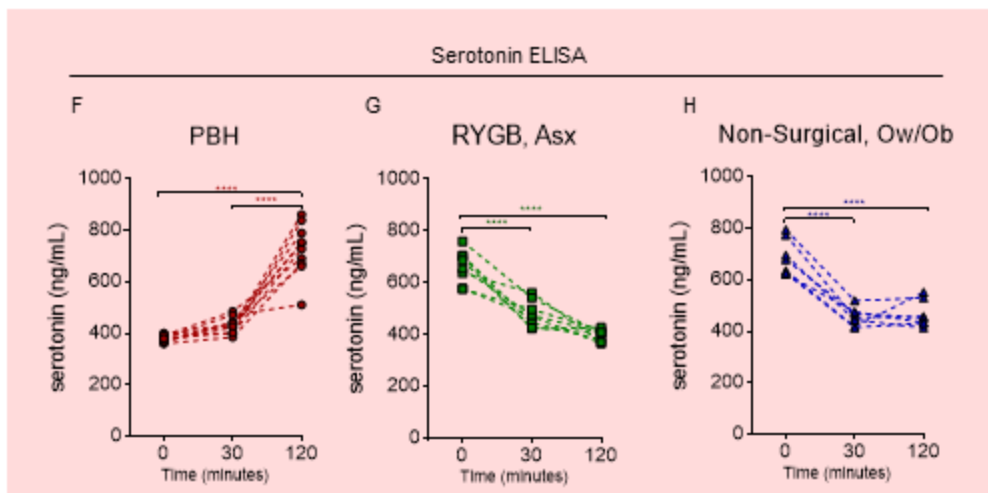 Serotonin ELISA
F
PBH
serotonin (ng/mL)
1000
800
600
400
200
0
****
****
0 30 120
Time (minutes)
G
RYGB, Asx
serotonin (ng/mL)
1000
800
600
400
200
0
****
****
0 30 120
Time (minutes)
H
Non-Surgical, Ow/Ob
serotonin (ng/mL)
1000
800
600
400
200
0
****
****
0 30 120
Time (minutes)